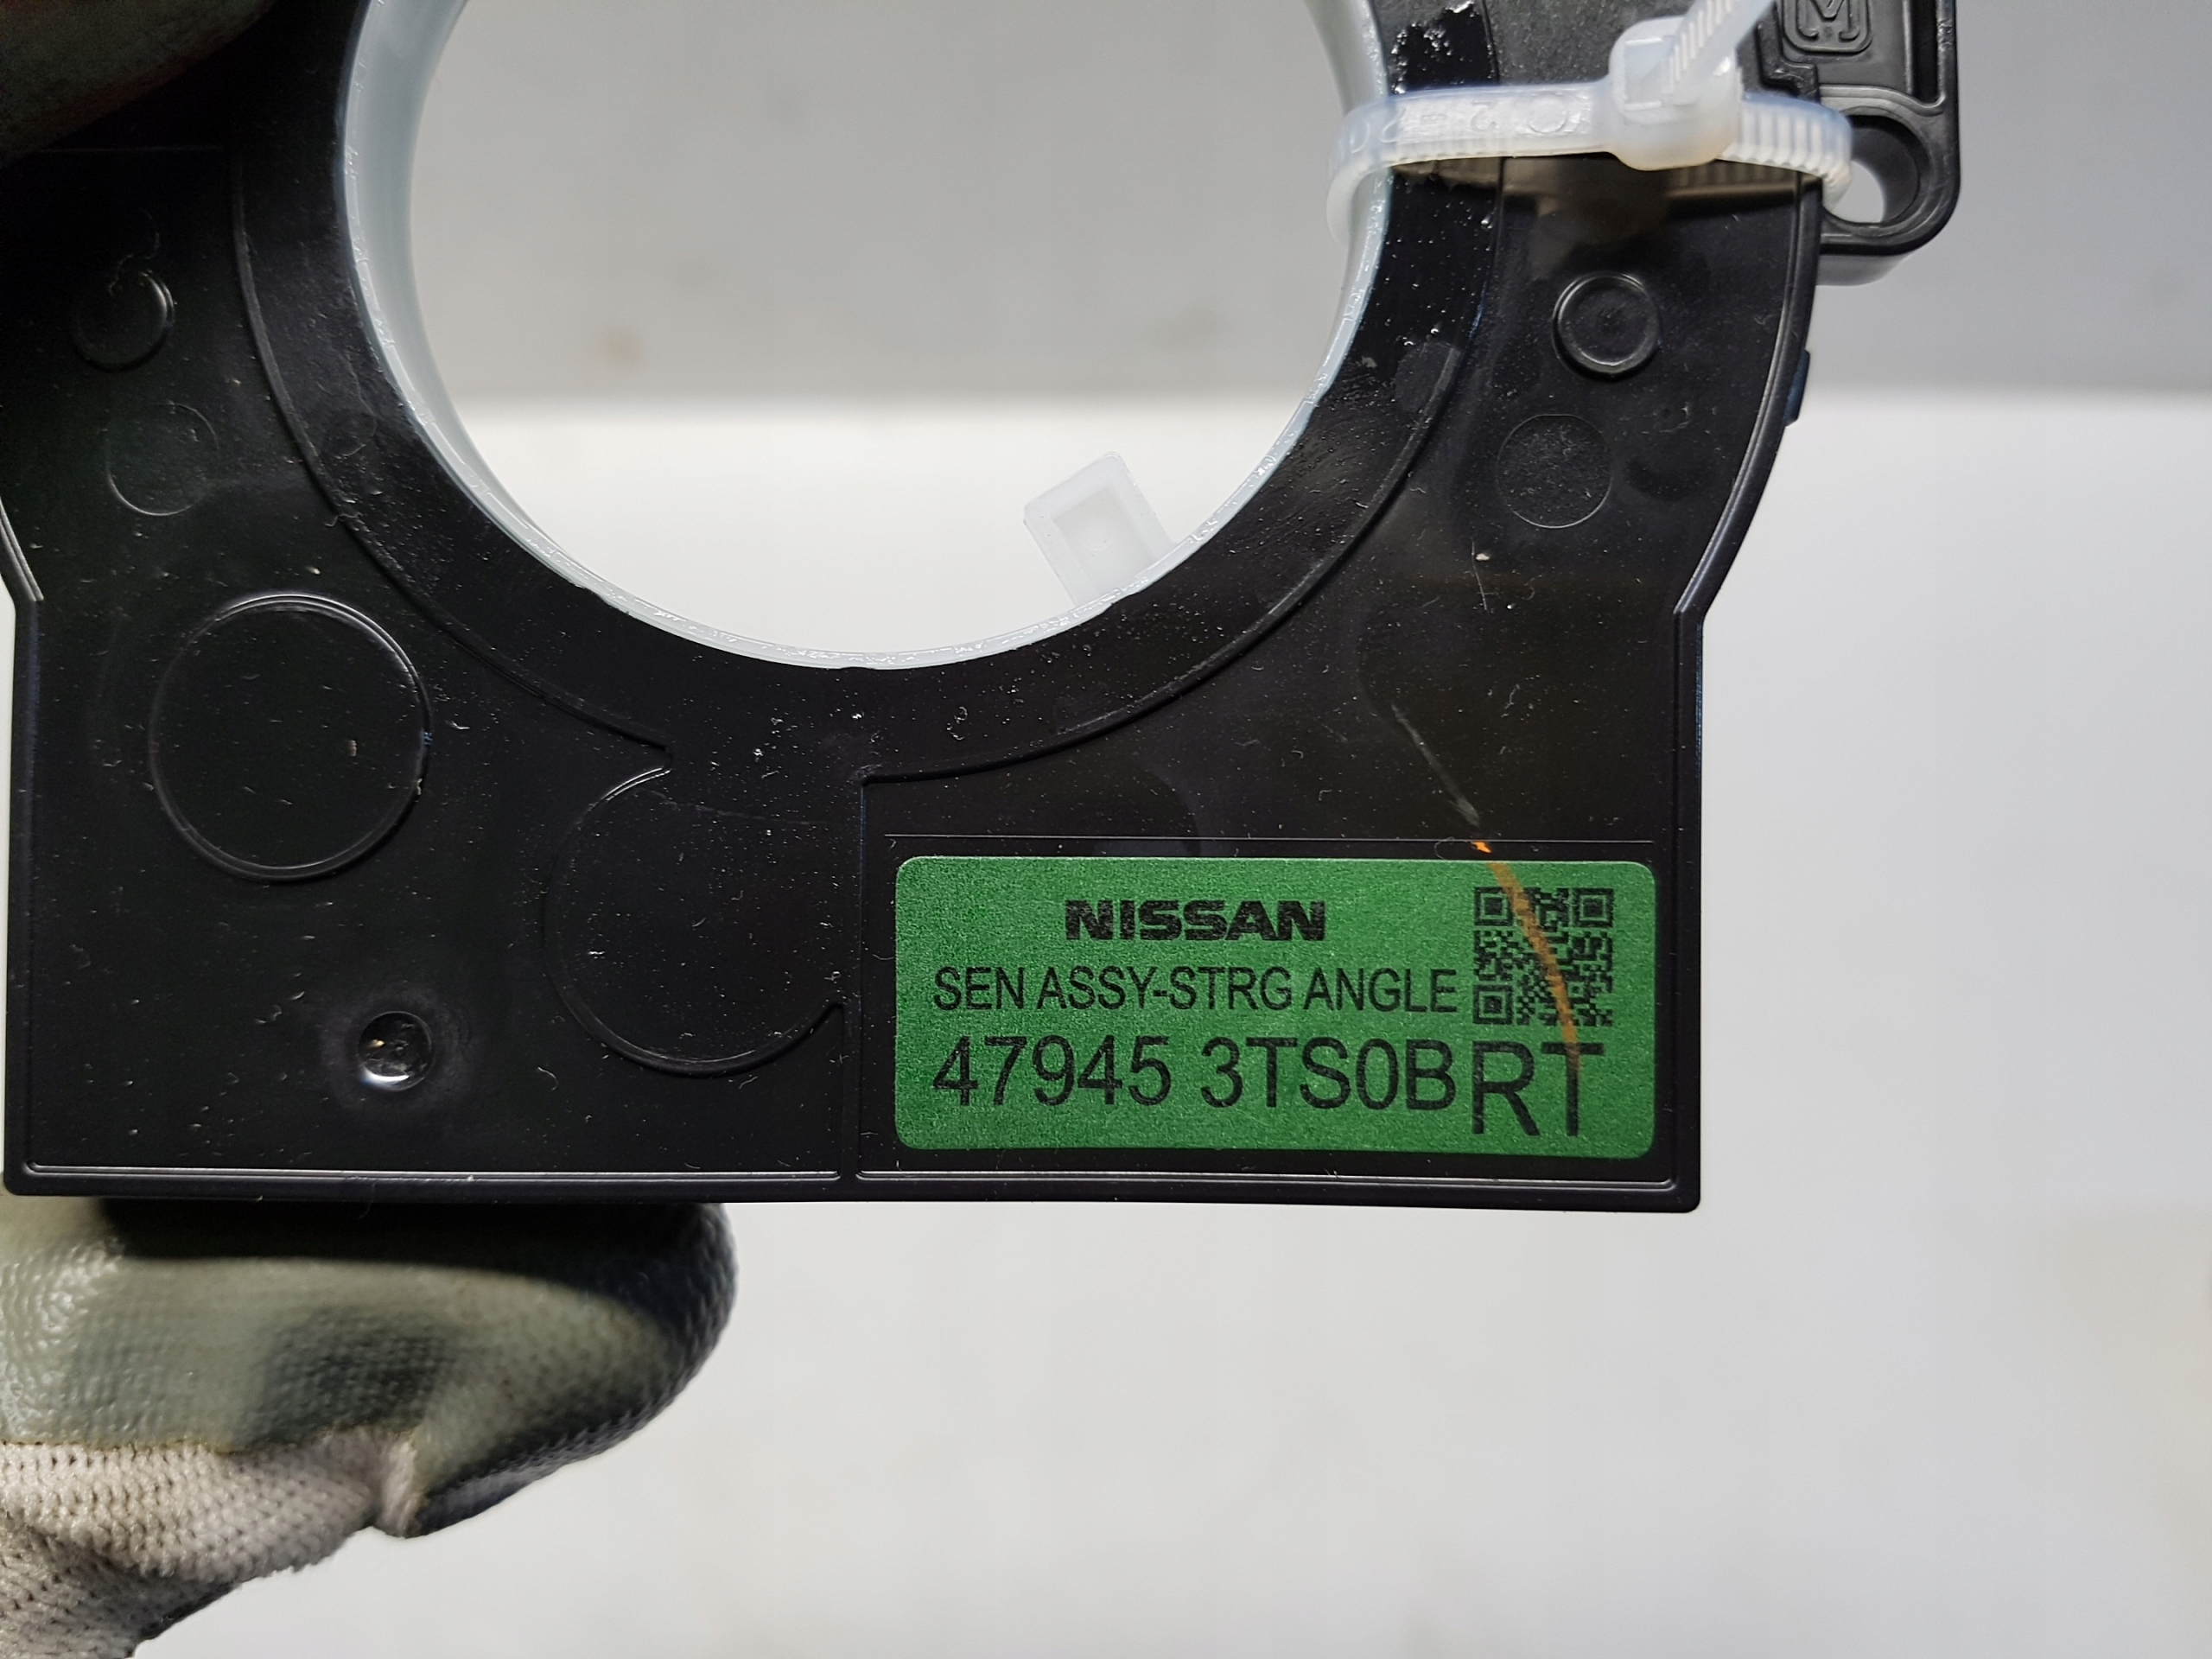 NISSAN
SEN ASSY-STRG ANGLE
47945 3TS0B RT